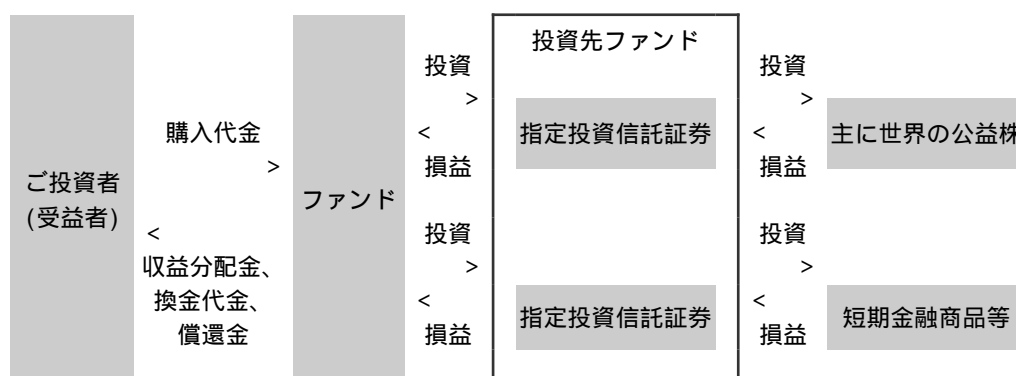 ご投資者
(受益者)
購入代金
>
<
収益分配金、
換金代金、
償還金
ファンド
投資
>
<
損益
投資
>
<
損益
投資先ファンド
指定投資信託証券
指定投資信託証券
投資
>
<
損益
投資
>
<
損益
主に世界の公益株
短期金融商品等